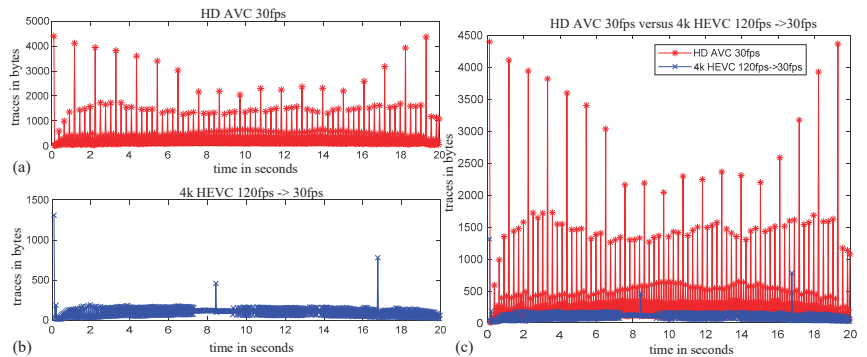 HD AVC 30fps
traces in bytes
5000
4000
3000
2000
1000
0
0 2 4 6 8 10 12 14 16 18 20
time in seconds
(a)
4k HEVC 120fps -> 30fps
traces in bytes
1500
1000
500
0
0 2 4 6 8 10 12 14 16 18 20
time in seconds
(b)
HD AVC 30fps versus 4k HEVC 120fps ->30fps
HD AVC 30fps
4k HEVC 120fps->30fps
traces in bytes
4500
4000
3500
3000
2500
2000
1500
1000
500
0
0 2 4 6 8 10 12 14 16 18 20
time in seconds
(c)